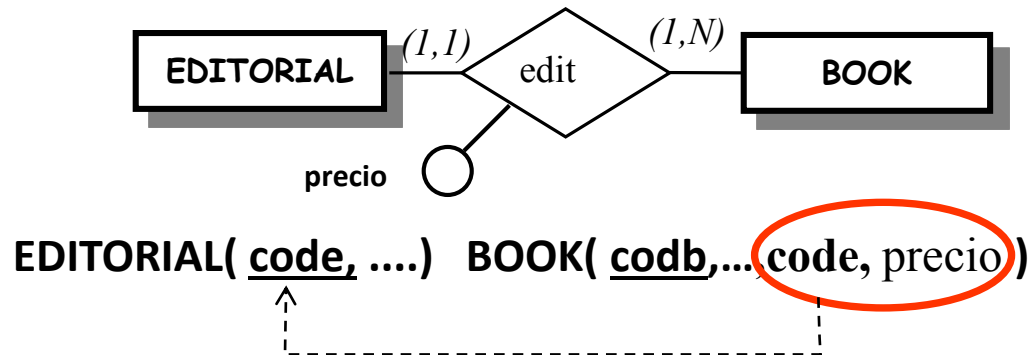 (1,1) (1,N)
EDITORIAL edit BOOK
precio
EDITORIAL( code, ....) BOOK( codb,...,code, precio )